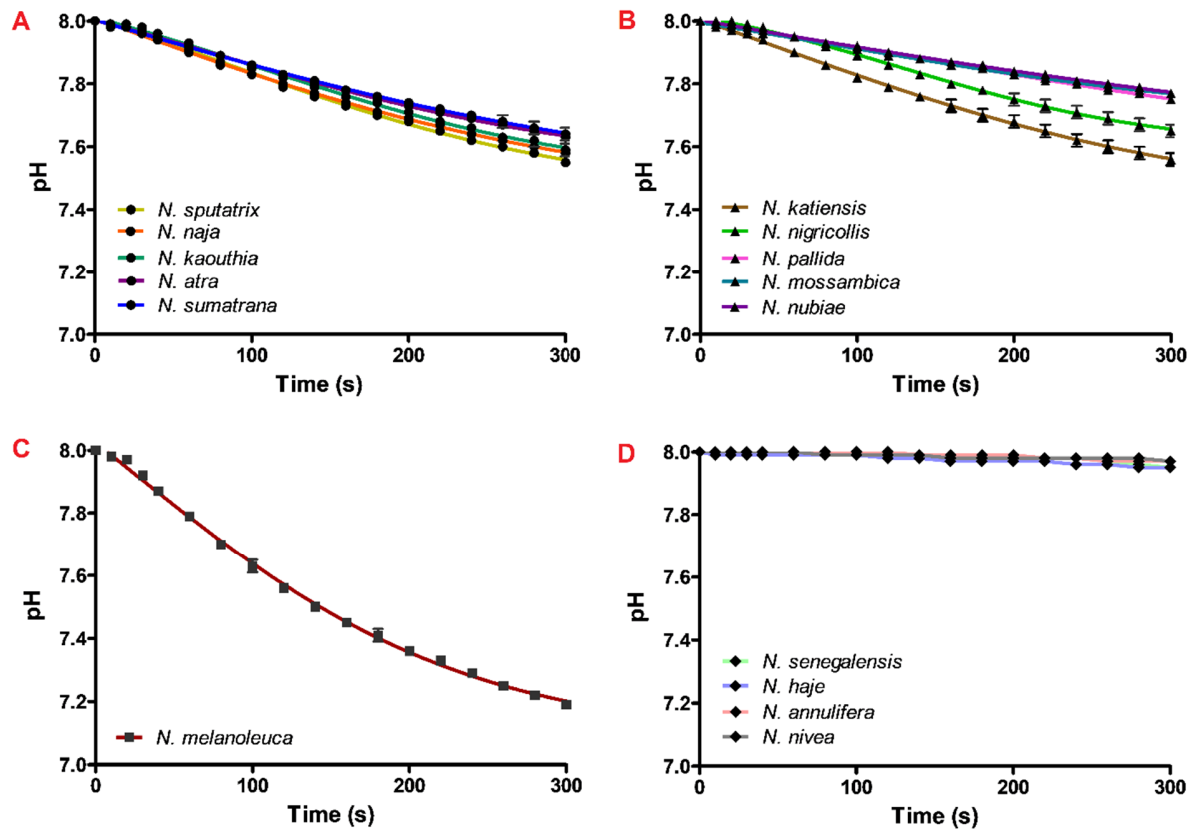 A
8.0
7.8
7.6
7.4
7.2
7.0
pH
N. sputatrix
N. naja
N. kaouthia
N. atra
N. sumatrana
0 100 200 300
Time (s)
B
8.0
7.8
7.6
7.4
7.2
7.0
pH
N. katiensis
N. nigricollis
N. pallida
N. mossambica
N. nubiae
0 100 200 300
Time (s)
C
8.0
7.8
7.6
7.4
7.2
7.0
pH
N. melanoleuca
0 100 200 300
Time (s)
D
8.0
7.8
7.6
7.4
7.2
7.0
pH
N. senegalensis
N. haje
N. annulifera
N. nivea
0 100 200 300
Time (s)